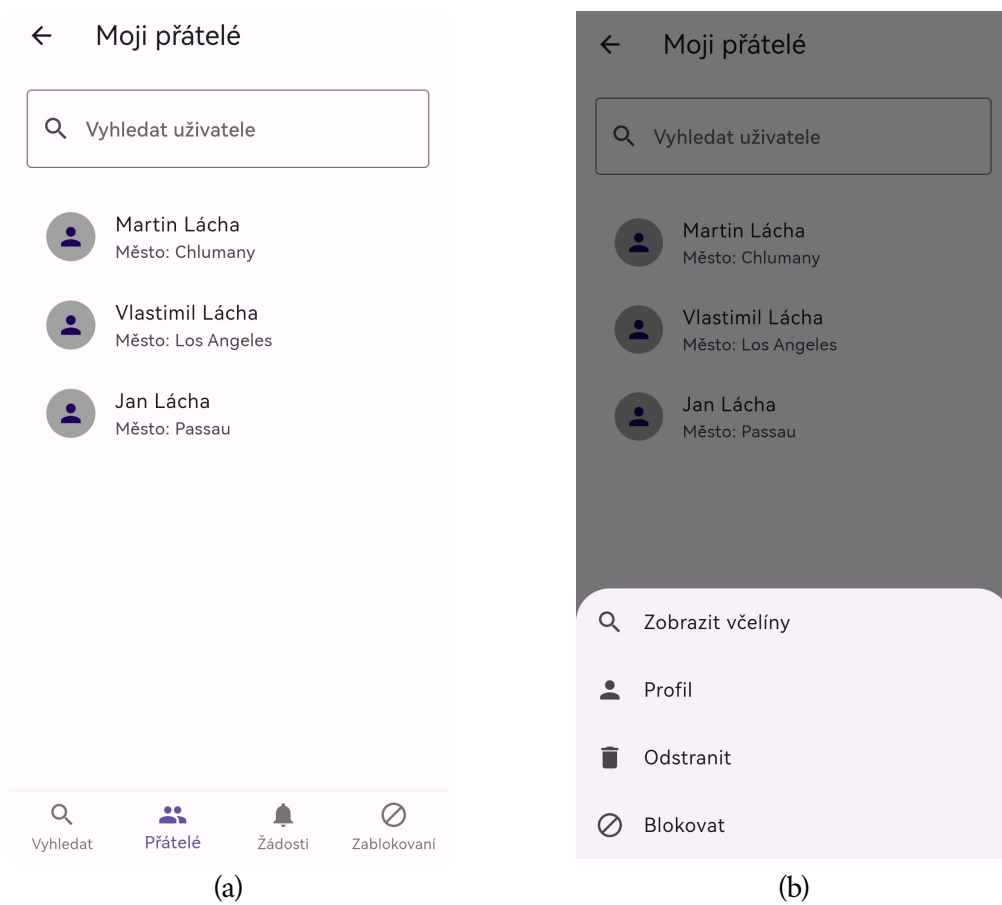 Moji přátelé
Vyhledat uživatele
Martin Lácha
Město: Chlumany
Vlastimil Lácha
Město: Los Angeles
Jan Lácha
Město: Passau
Vyhledat
Přátelé
Žádosti
Zablokovaní
(a)
Moji přátelé
Vyhledat uživatele
Martin Lácha
Město: Chlumany
Vlastimil Lácha
Město: Los Angeles
Jan Lácha
Město: Passau
Zobrazit včelíny
Profil
Odstranit
Blokovat
(b)